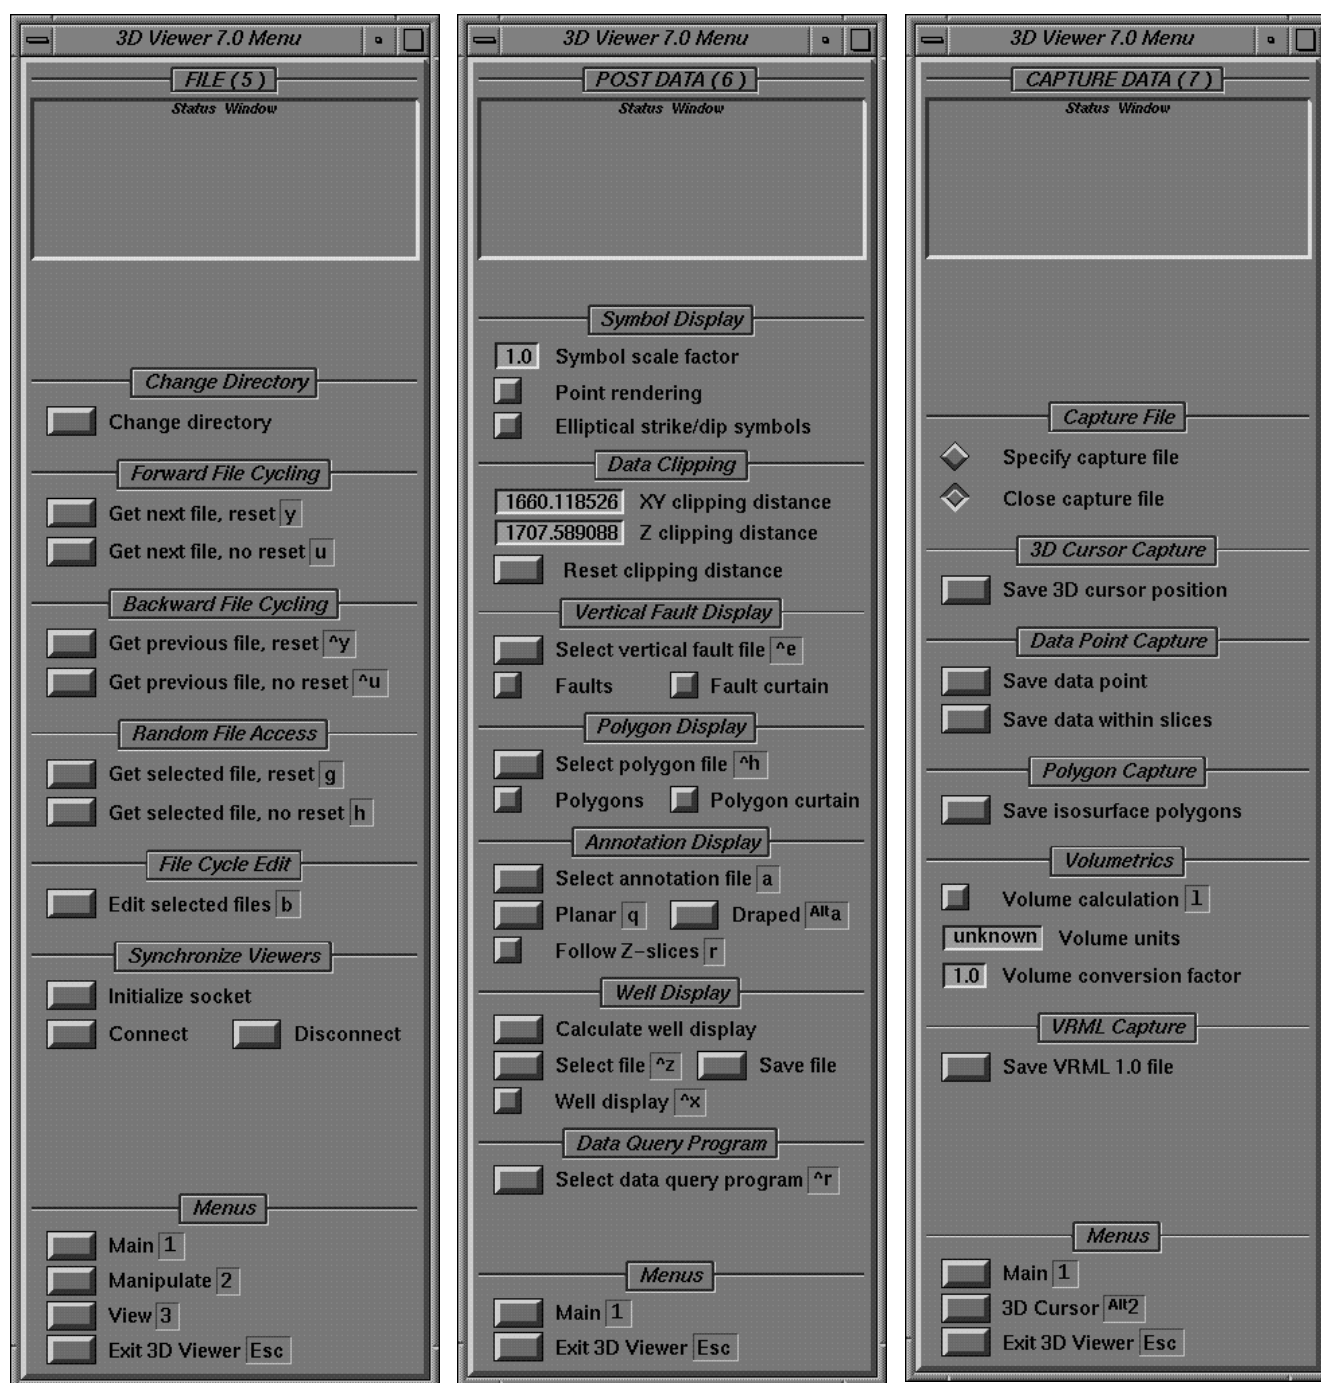 3D Viewer 7.0 Menu
FILE ( 5 )
Status Window
Change Directory
Change directory
Forward File Cycling
Get next file, reset y
Get next file, no reset u
Backward File Cycling
Get previous file, reset ^y
Get previous file, no reset ^u
Random File Access
Get selected file, reset g
Get selected file, no reset h
File Cycle Edit
Edit selected files b
Synchronize Viewers
Initialize socket
Connect Disconnect
Menus
Main 1
Manipulate 2
View 3
Exit 3D Viewer Esc
3D Viewer 7.0 Menu
POST DATA ( 6 )
Status Window
Symbol Display
1.0 Symbol scale factor
Point rendering
Elliptical strike/dip symbols
Data Clipping
1660.118526 XY clipping distance
1707.589088 Z clipping distance
Reset clipping distance
Vertical Fault Display
Select vertical fault file ^e
Faults Fault curtain
Polygon Display
Select polygon file ^h
Polygons Polygon curtain
Annotation Display
Select annotation file a
Planar q Draped Alta
Follow Z-slices r
Well Display
Calculate well display
Select file ^z Save file
Well display ^x
Data Query Program
Select data query program ^r
Menus
Main 1
Exit 3D Viewer Esc
3D Viewer 7.0 Menu
CAPTURE DATA ( 7 )
Status Window
Capture File
Specify capture file
Close capture file
3D Cursor Capture
Save 3D cursor position
Data Point Capture
Save data point
Save data within slices
Polygon Capture
Save isosurface polygons
Volumetrics
Volume calculation l
unknown Volume units
1.0 Volume conversion factor
VRML Capture
Save VRML 1.0 file
Menus
Main 1
3D Cursor Alt2
Exit 3D Viewer Esc